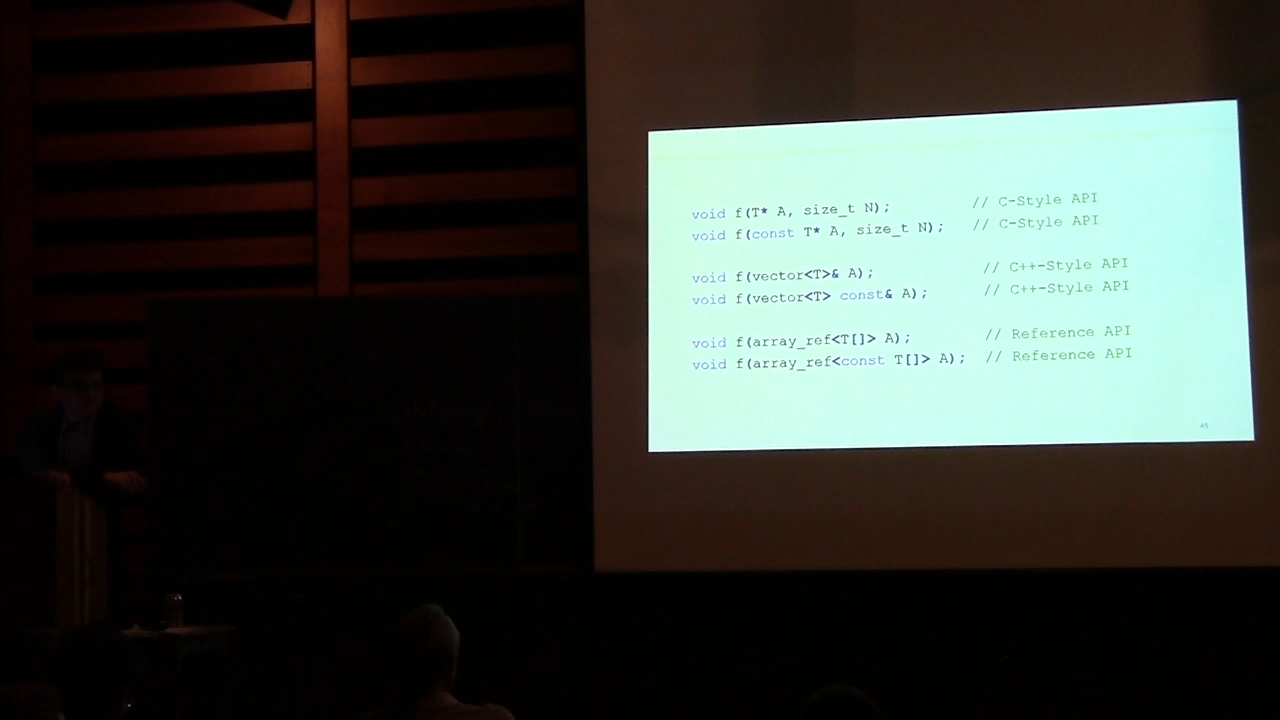 void f(T* A, size_t N); // C-Style API
void f(const T* A, size_t N); // C-Style API
void f(vector<T>& A); // C++-Style API
void f(vector<T> const& A); // C++-Style API
void f(array_ref<T[]> A); // Reference API
void f(array_ref<const T[]> A); // Reference API
45